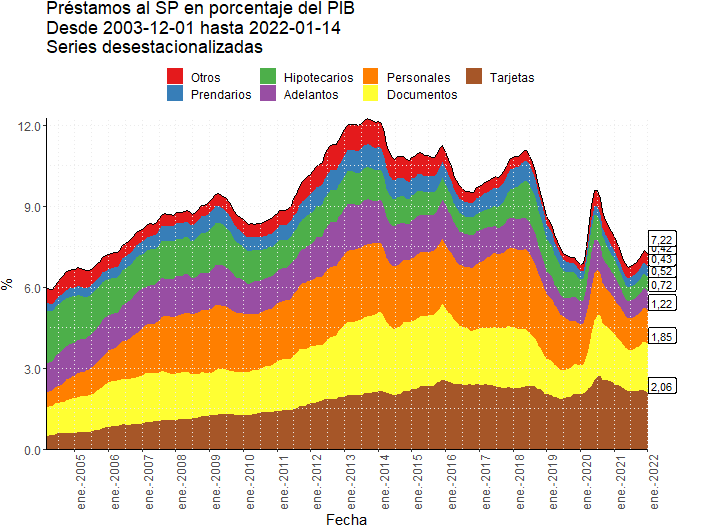 Préstamos al SP en porcentaje del PIB
Desde 2003-12-01 hasta 2022-01-14
Series desestacionalizadas
Otros Hipotecarios Personales Tarjetas
Prendarios Adelantos Documentos
12.0
9.0
6.0
3.0
0.0
%
7,22
0,42
0,43
0,52
0,72
1,22
1,85
2,06
ene.-2005 ene.-2006 ene.-2007 ene.-2008 ene.-2009 ene.-2010 ene.-2011 ene.-2012 ene.-2013 ene.-2014 ene.-2015 ene.-2016 ene.-2017 ene.-2018 ene.-2019 ene.-2020 ene.-2021 ene.-2022
Fecha